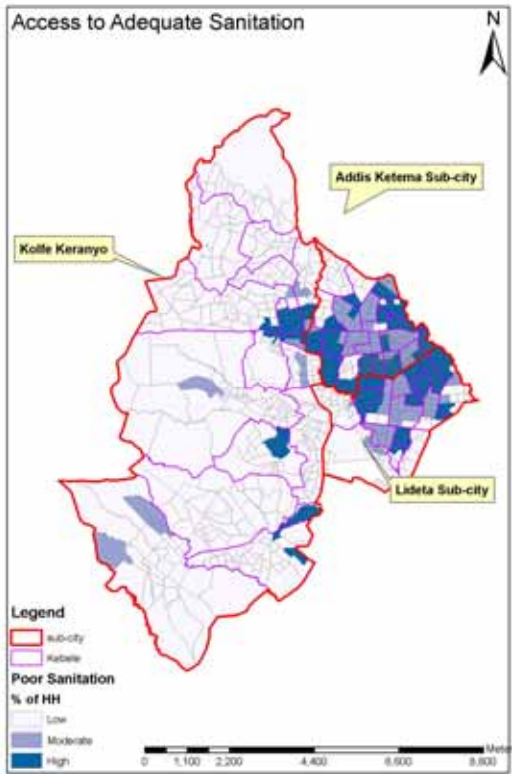 Access to Adequate Sanitation
N
Addis Ketema Sub-city
Kolfe Keranyo
Lideta Sub-city
Legend
sub-city
Kebele
Poor Sanitation
% of HH
Low
Moderate
High
Meters
0 1,100 2,200 4,400 6,600 8,800